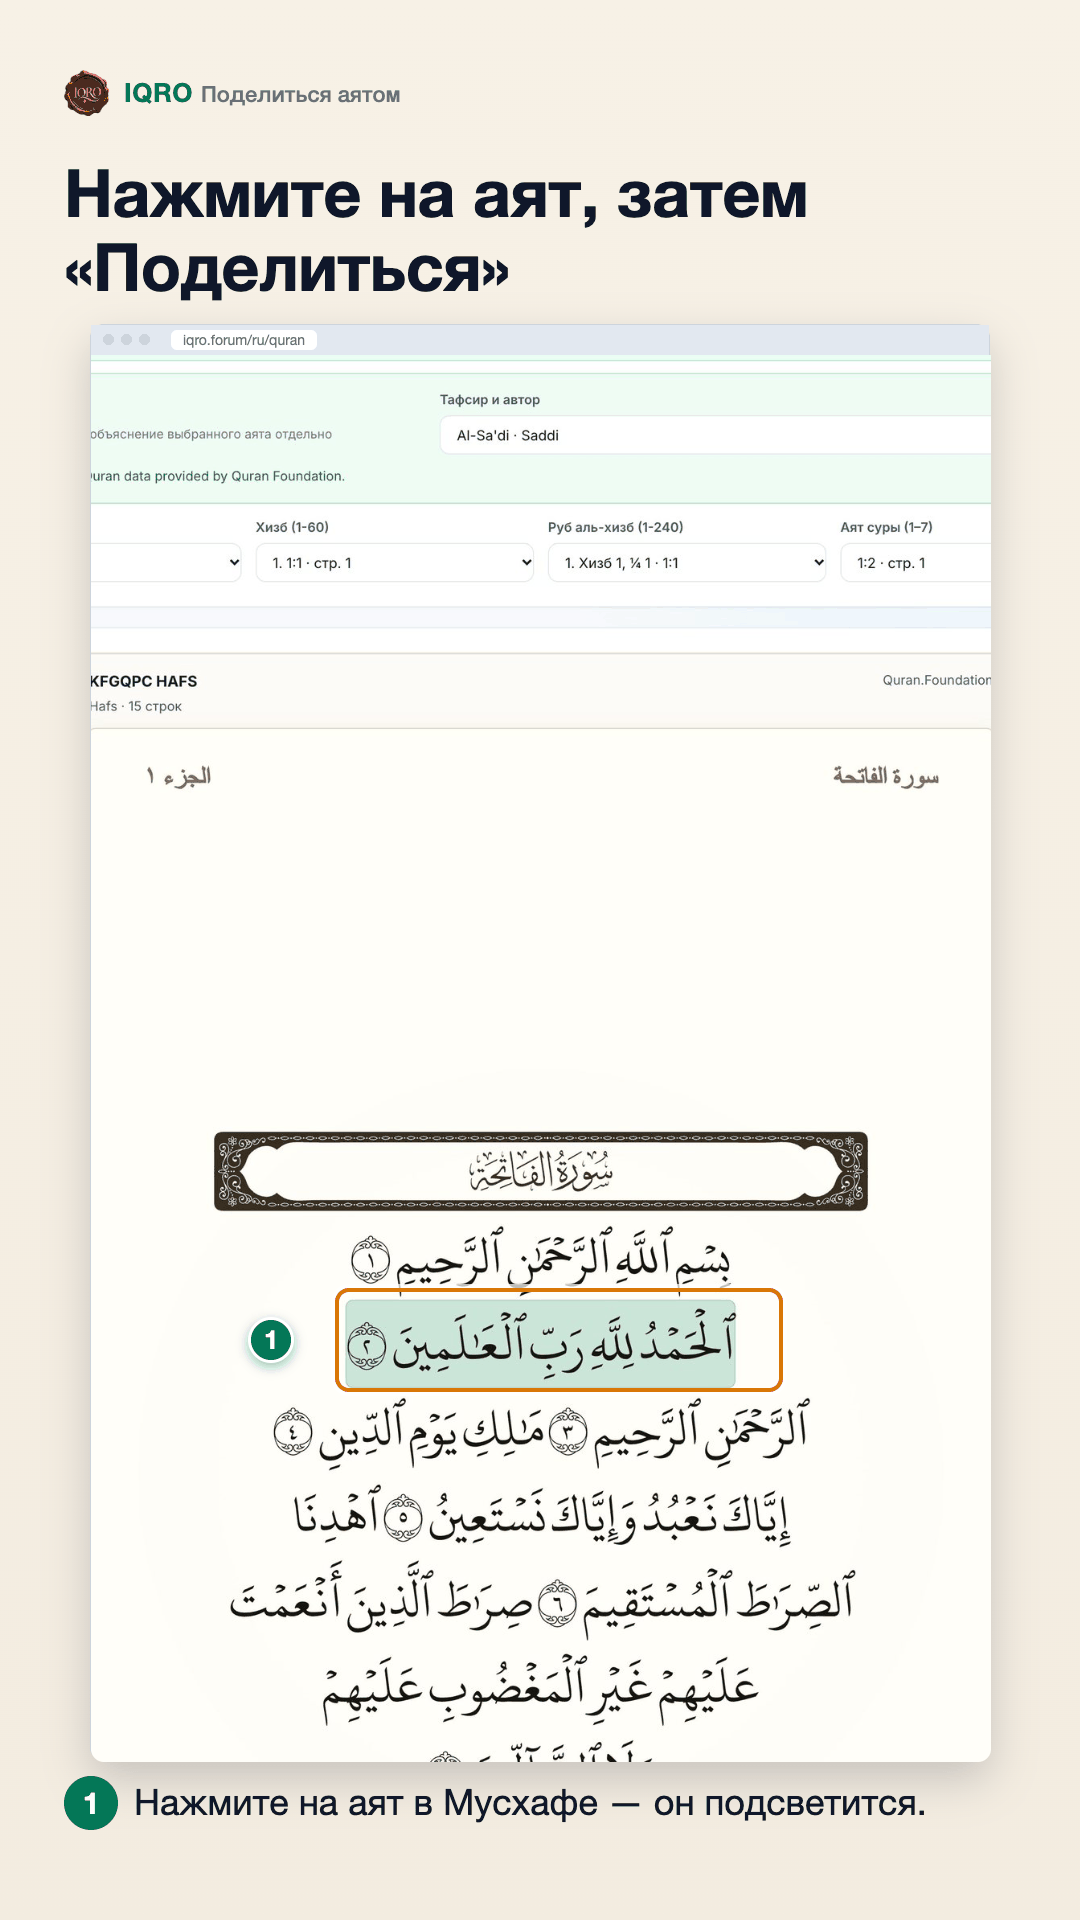 IQRO Поделиться аятом
Нажмите на аят, затем
«Поделиться»
iqro.forum/ru/quran
Тафсир и автор
объяснение выбранного аята отдельно
Al-Sa'di · Saddi
Quran data provided by Quran Foundation.
Хизб (1-60)
Руб аль-хизб (1-240)
Аят суры (1–7)
1. 1:1 · стр. 1
1. Хизб 1, ¼ 1 · 1:1
1:2 · стр. 1
KFGQPC HAFS
Quran.Foundation
Hafs · 15 строк
سورة الفاتحة
الجزء ١
سُورَةُ الفَاتِحَةِ
بِسْمِ ٱللَّهِ ٱلرَّحْمَٰنِ ٱلرَّحِيمِ ١
1
ٱلْحَمْدُ لِلَّهِ رَبِّ ٱلْعَٰلَمِينَ ٢
ٱلرَّحْمَٰنِ ٱلرَّحِيمِ ٣ مَٰلِكِ يَوْمِ ٱلدِّينِ ٤
إِيَّاكَ نَعْبُدُ وَإِيَّاكَ نَسْتَعِينُ ٥ ٱهْدِنَا
ٱلصِّرَٰطَ ٱلْمُسْتَقِيمَ ٦ صِرَٰطَ ٱلَّذِينَ أَنْعَمْتَ
عَلَيْهِمْ غَيْرِ ٱلْمَغْضُوبِ عَلَيْهِمْ
1 Нажмите на аят в Мусхафе — он подсветится.